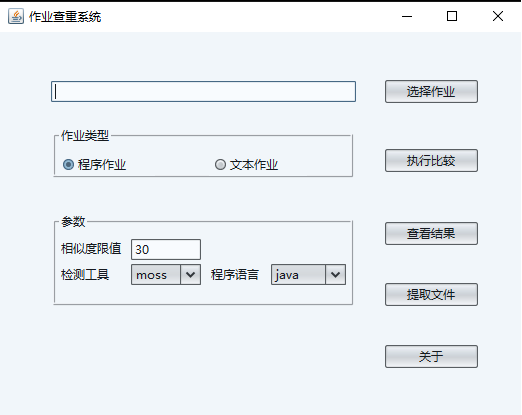 作业查重系统
选择作业
作业类型
程序作业 文本作业
执行比较
参数
查看结果
相似度限值 30
检测工具 moss 程序语言 java
提取文件
关于